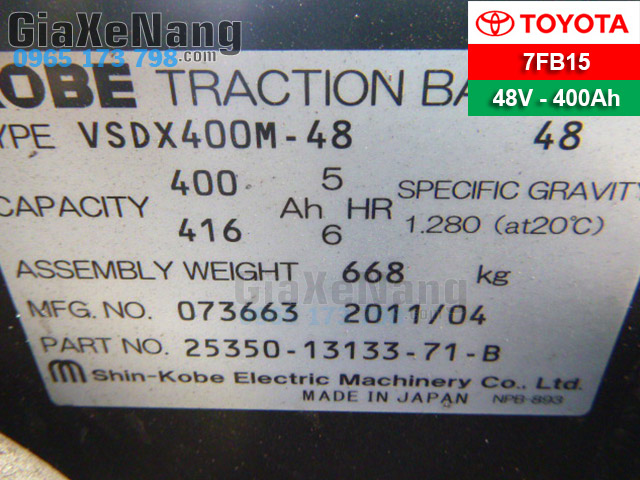 GiaXeNang
0965 173 798.com
TOYOTA
7FB15
48V - 400Ah
KOBE TRACTION BA
TYPE VSDX400M-48 48
CAPACITY 400 416 Ah 5 6 HR SPECIFIC GRAVITY 1.280 (at20℃)
ASSEMBLY WEIGHT 668 kg
GiaXeNang
MFG. NO. 073663 2011/04
PART NO. 25350-13133-71-B
Shin-Kobe Electric Machinery Co., Ltd.
MADE IN JAPAN NPB-893